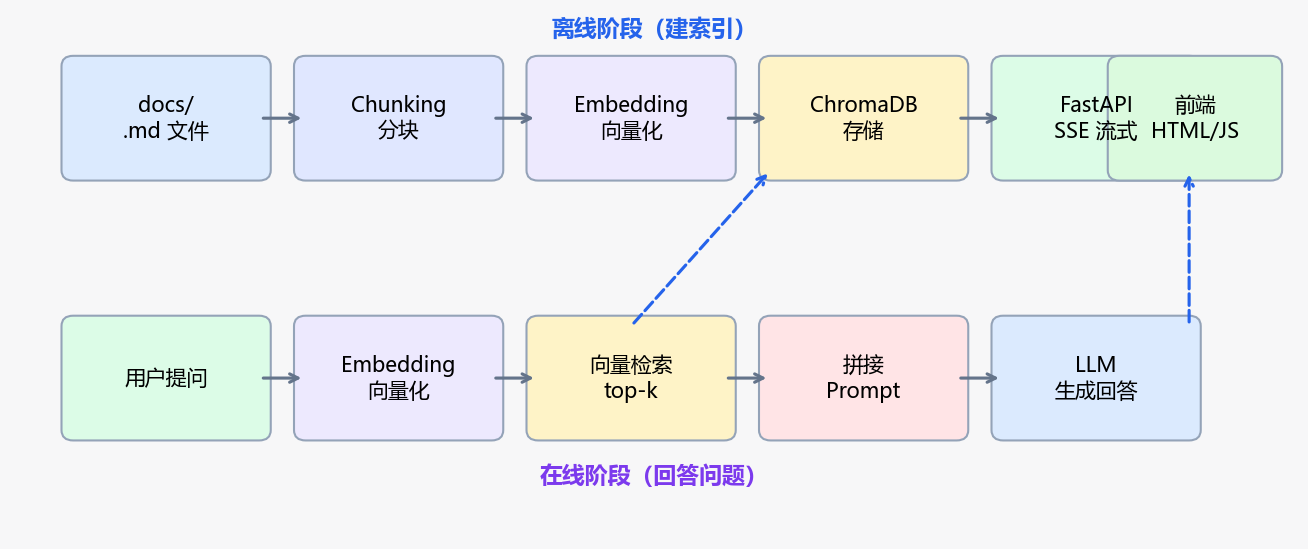 离线阶段（建索引）
docs/
.md 文件
Chunking
分块
Embedding
向量化
ChromaDB
存储
FastAPI
SSE 流式
前端
HTML/JS
用户提问
Embedding
向量化
向量检索
top-k
拼接
Prompt
LLM
生成回答
在线阶段（回答问题）